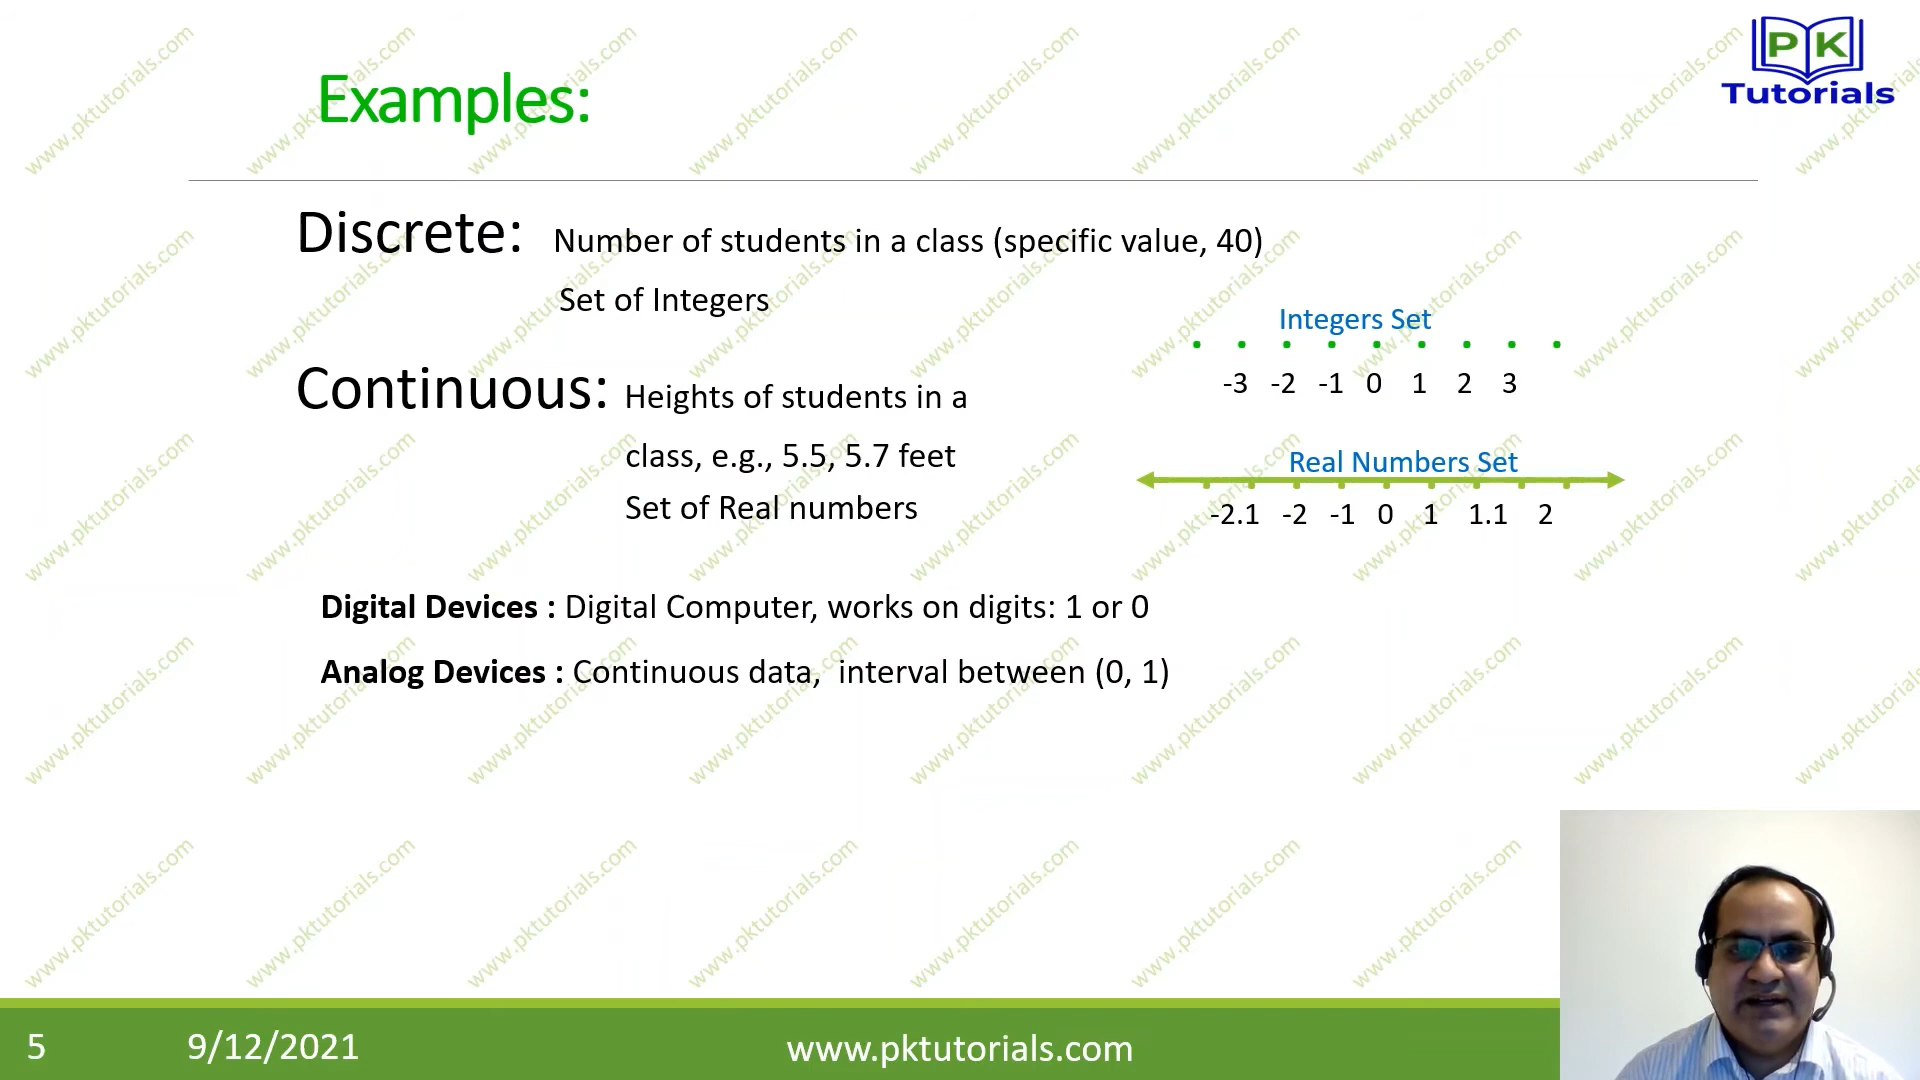 PK
Tutorials
Examples:
Discrete: Number of students in a class (specific value, 40)
Set of Integers
Integers Set
-3 -2 -1 0 1 2 3
Continuous: Heights of students in a
class, e.g., 5.5, 5.7 feet
Set of Real numbers
Real Numbers Set
-2.1 -2 -1 0 1 1.1 2
Digital Devices : Digital Computer, works on digits: 1 or 0
Analog Devices : Continuous data, interval between (0, 1)
www.pktutorials.com
5 9/12/2021 www.pktutorials.com